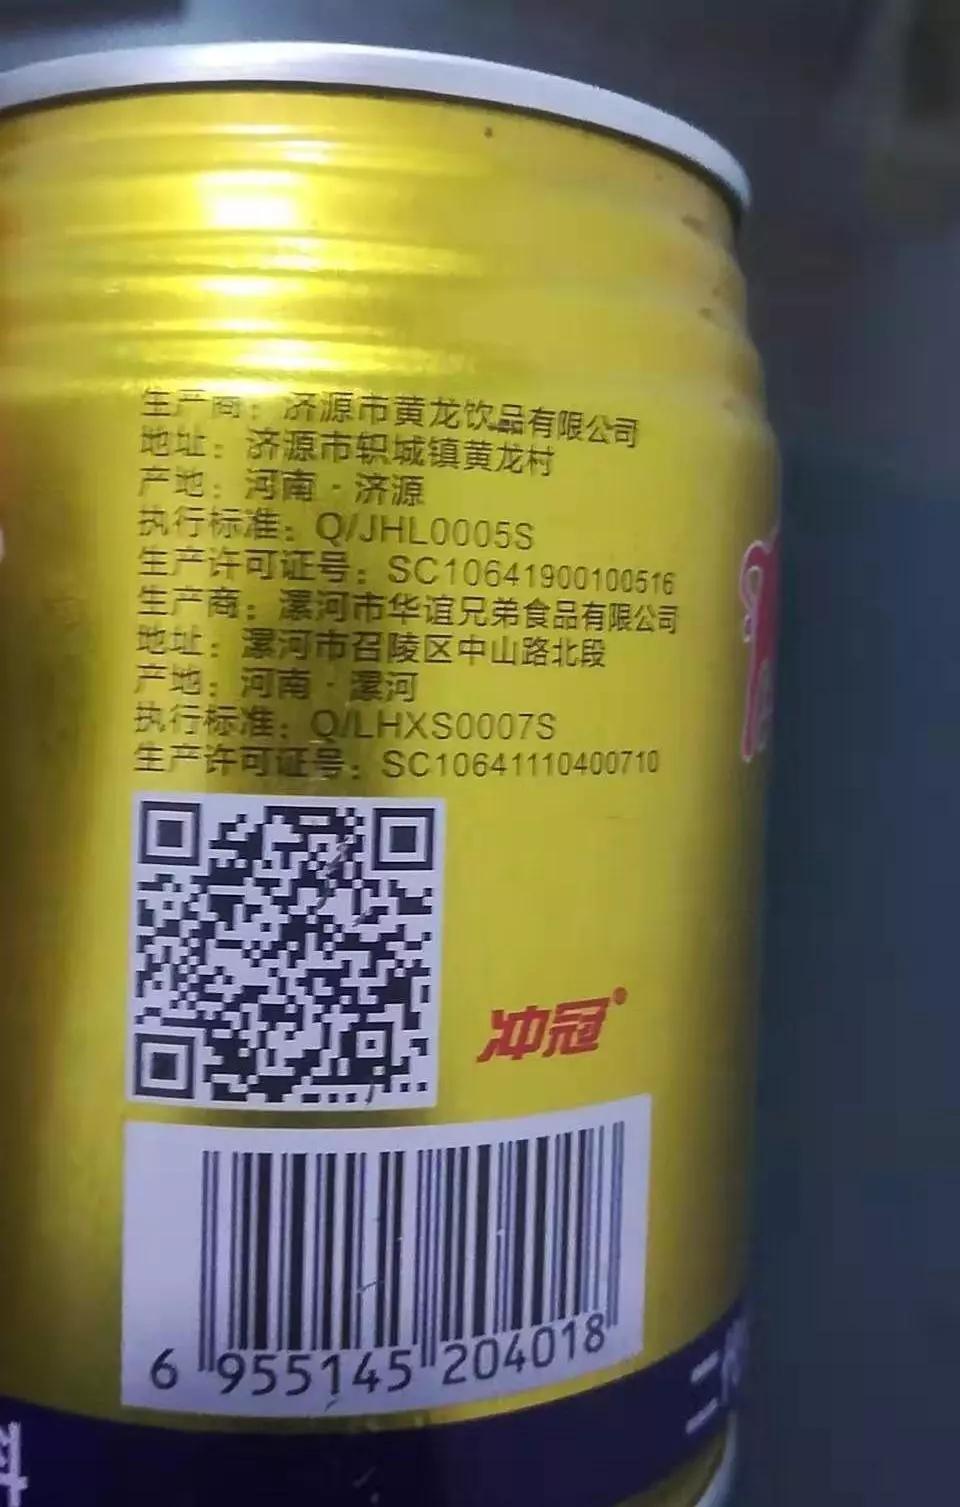 生产商：济源市黄龙饮品有限公司
地址：济源市轵城镇黄龙村
产地：河南·济源
执行标准：Q/JHL0005S
生产许可证号：SC10641900100516
生产商：漯河市华谊兄弟食品有限公司
地址：漯河市召陵区中山路北段
产地：河南·漯河
执行标准：Q/LHXS0007S
生产许可证号：SC10641110400710
冲冠®
6 955145 204018
二